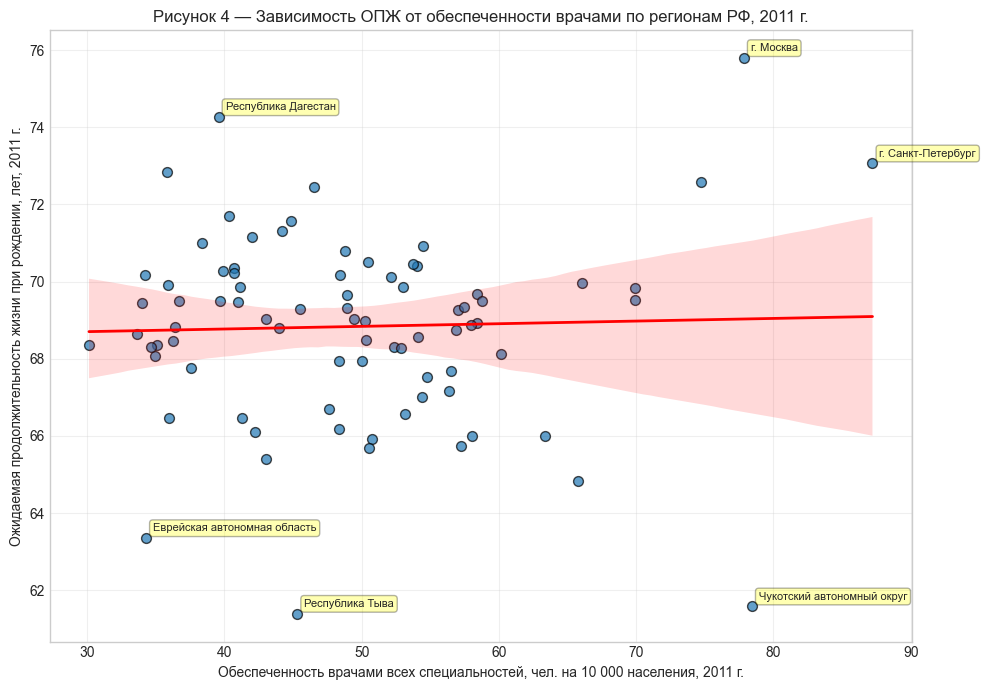 Рисунок 4 — Зависимость ОПЖ от обеспеченности врачами по регионам РФ, 2011 г.
Ожидаемая продолжительность жизни при рождении, лет, 2011 г.
76
74
72
70
68
66
64
62
г. Москва
Республика Дагестан
г. Санкт-Петербург
Еврейская автономная область
Республика Тыва
Чукотский автономный округ
30 40 50 60 70 80 90
Обеспеченность врачами всех специальностей, чел. на 10 000 населения, 2011 г.